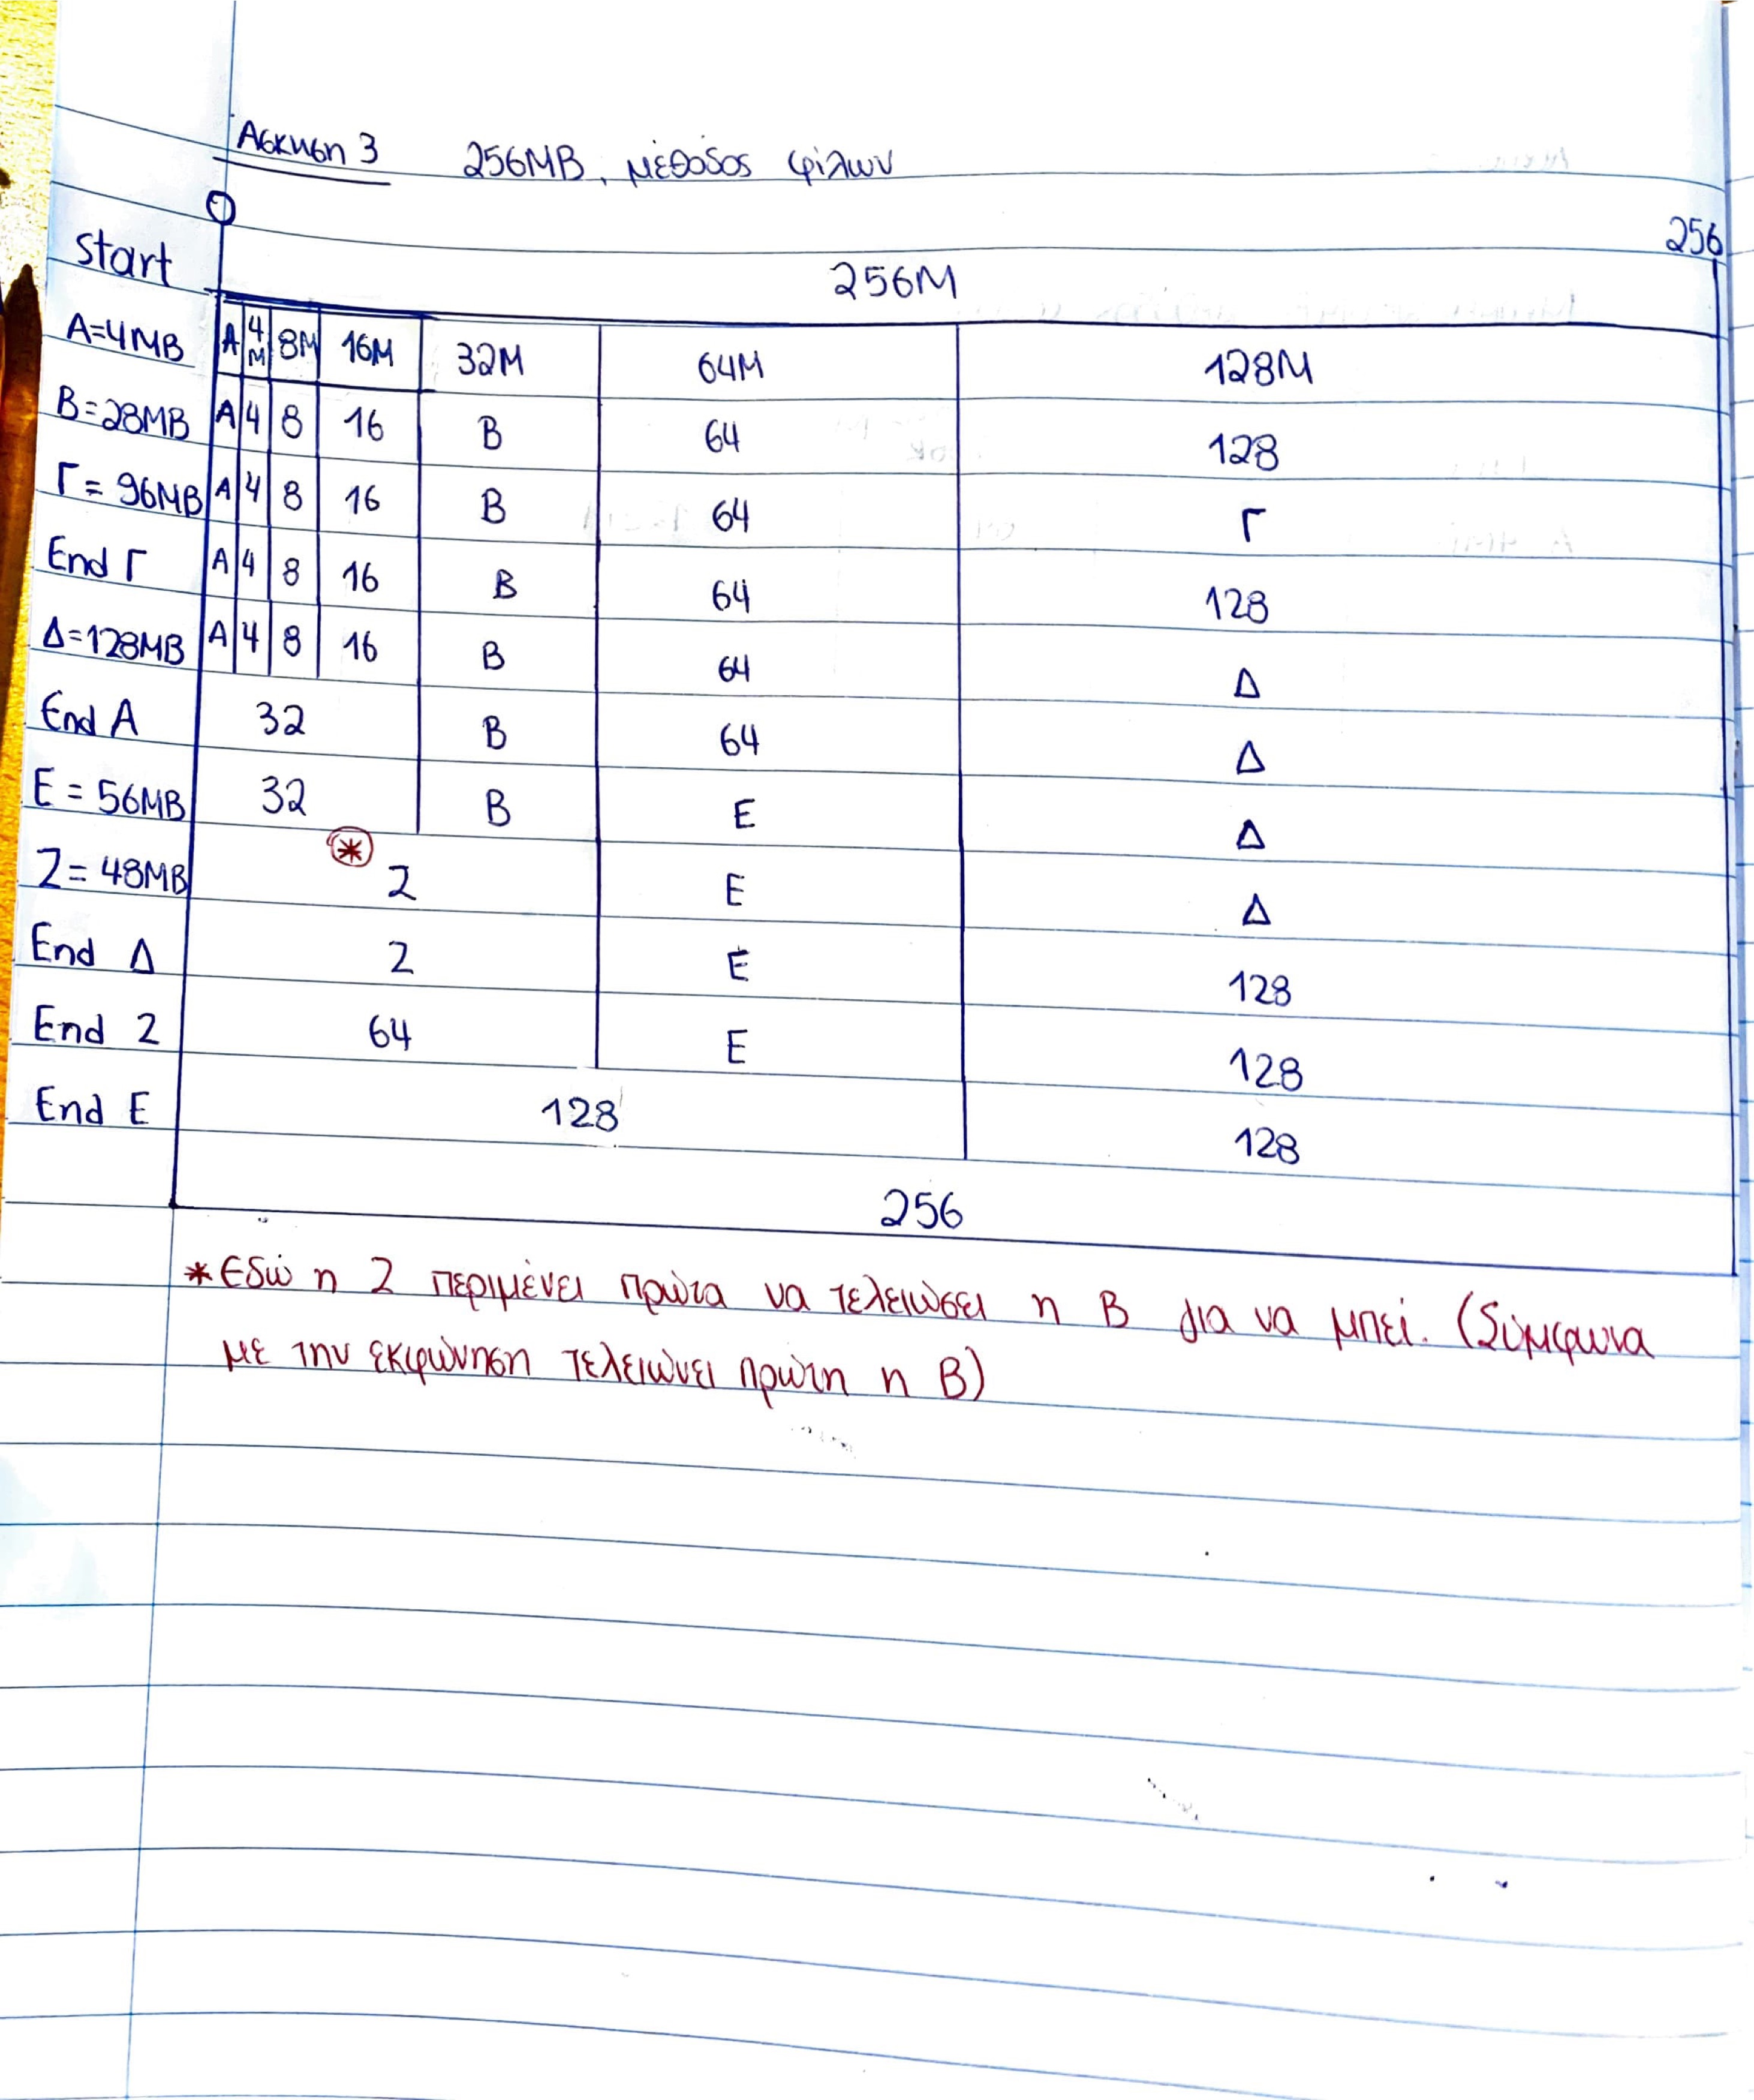 Άσκηση 3 256MB, μέθοδος φίλων
0 256
Start 256M
A=4MB A 4M 8M 16M 32M 64M 128M
B=28MB A 4 8 16 B 64 128
Γ= 96MB A 4 8 16 B 64 Γ
End Γ A 4 8 16 B 64 128
Δ=128MB A 4 8 16 B 64 Δ
End A 32 B 64 Δ
E = 56MB 32 B E Δ
Z=48MB * Z E Δ
End Δ Z E 128
End Z 64 E 128
End E 128 128
256
*Εδώ η Z περιμένει πρώτα να τελειώσει η B για να μπεί. (Σύμφωνα
με την εκφώνηση τελειώνει πρώτη η B)